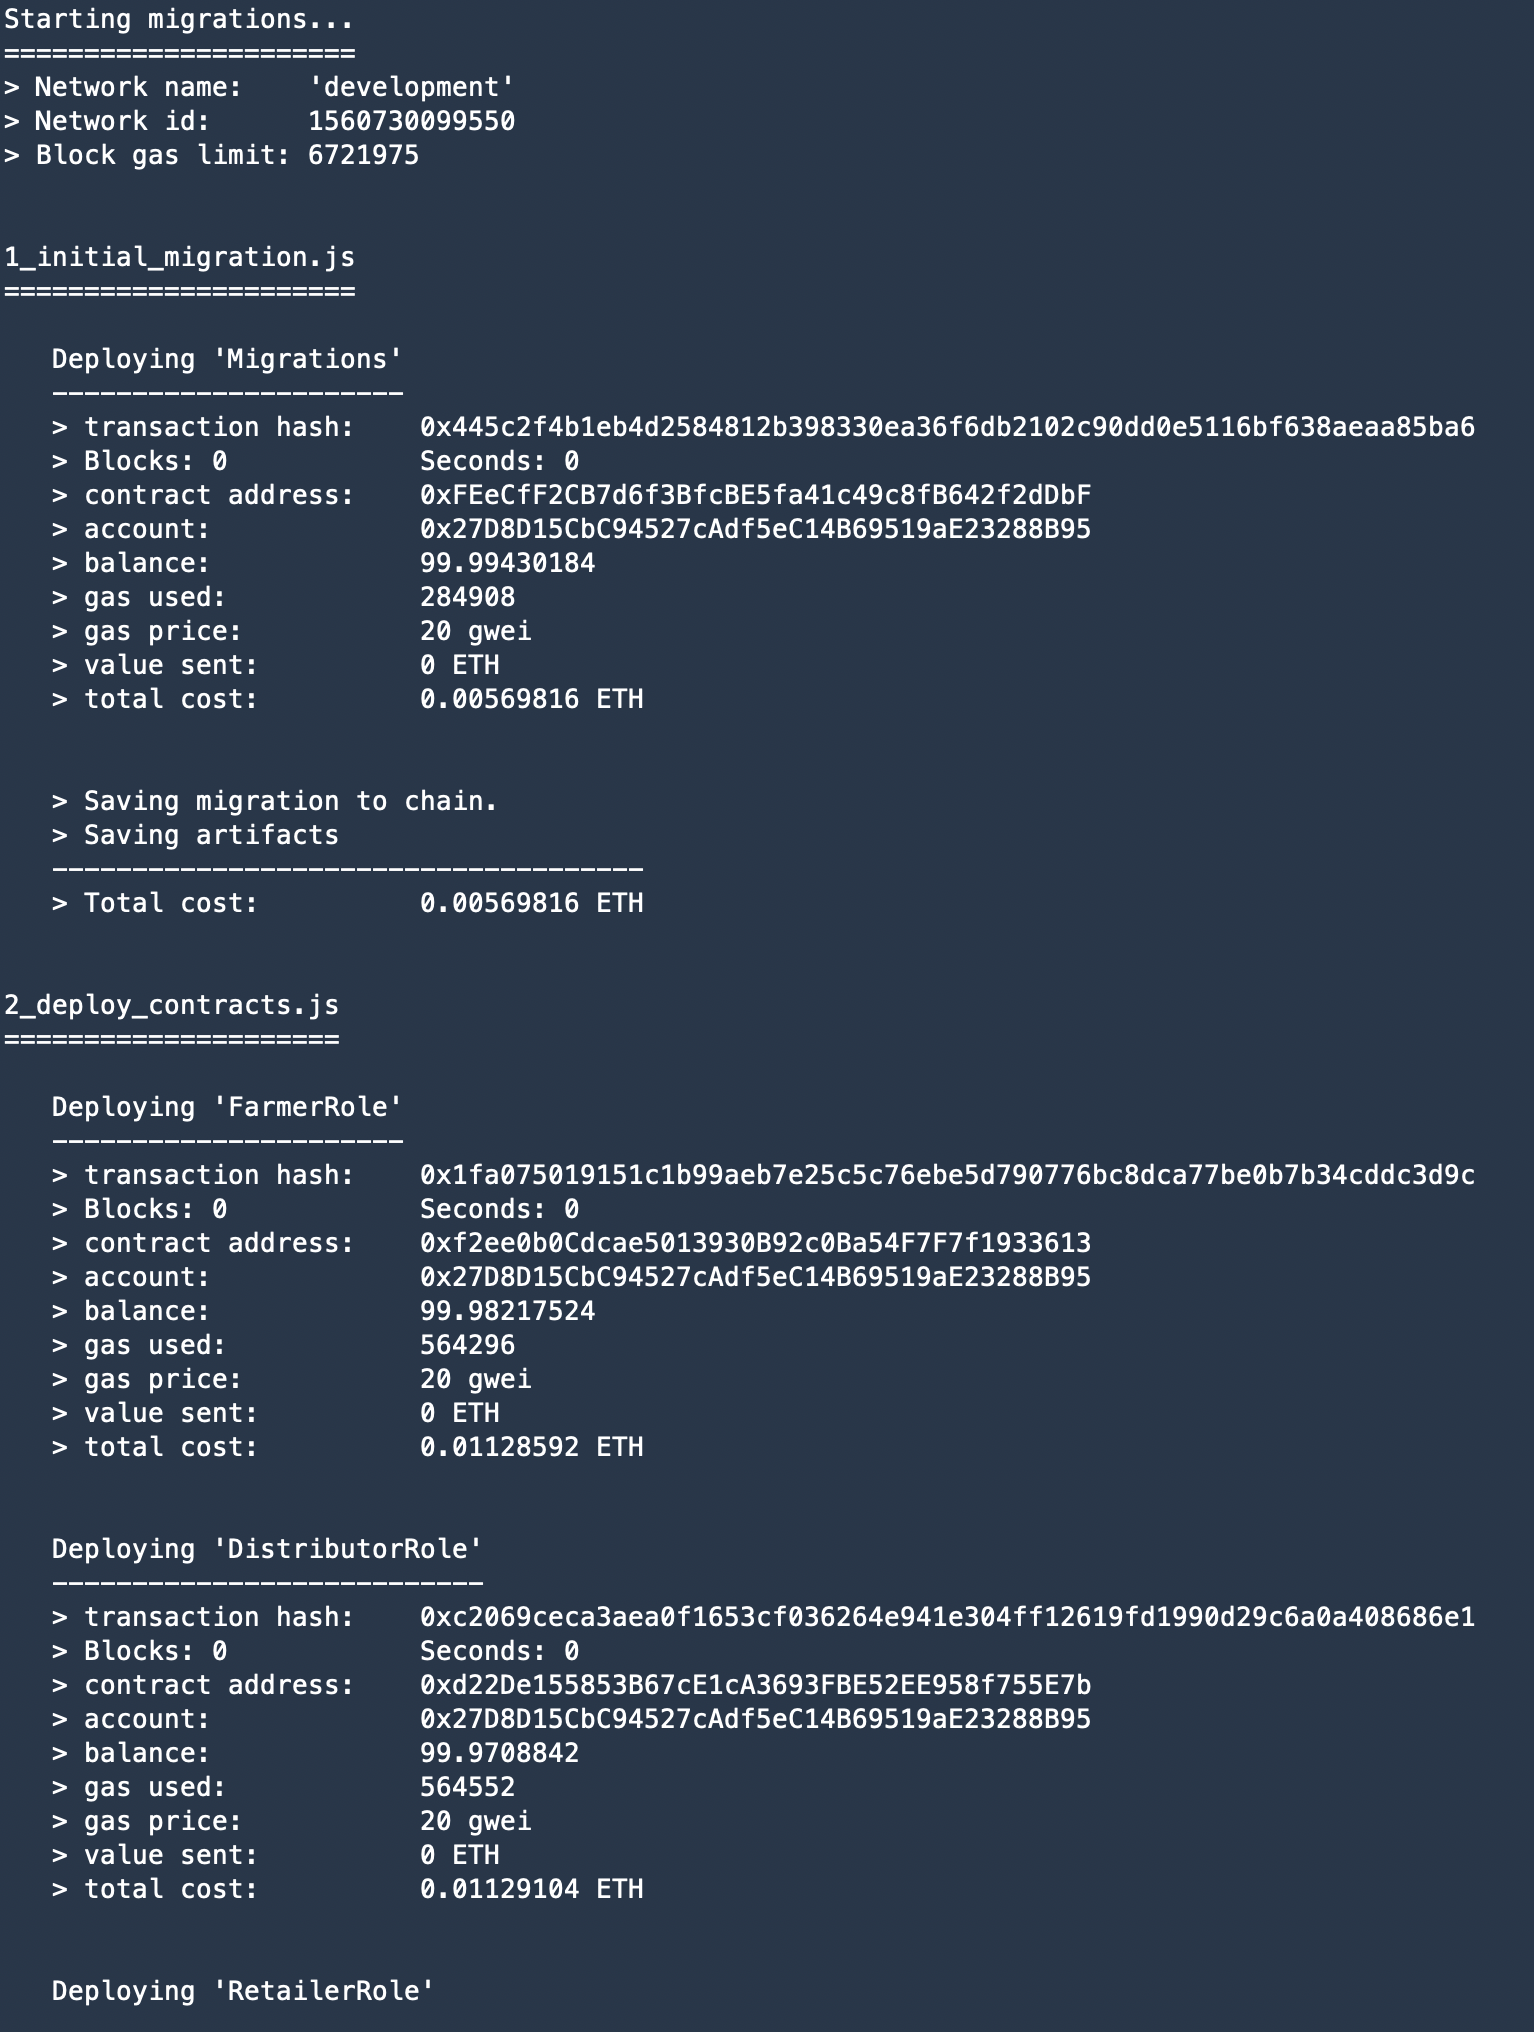 Starting migrations...
======================
> Network name:    'development'
> Network id:      1560730099550
> Block gas limit: 6721975
1_initial_migration.js
======================
   Deploying 'Migrations'
   ----------------------
   > transaction hash:    0x445c2f4b1eb4d2584812b398330ea36f6db2102c90dd0e5116bf638aeaa85ba6
   > Blocks: 0            Seconds: 0
   > contract address:    0xFEeCfF2CB7d6f3BfcBE5fa41c49c8fB642f2dDbF
   > account:             0x27D8D15CbC94527cAdf5eC14B69519aE23288B95
   > balance:             99.99430184
   > gas used:            284908
   > gas price:           20 gwei
   > value sent:          0 ETH
   > total cost:          0.00569816 ETH
   > Saving migration to chain.
   > Saving artifacts
   -------------------------------------
   > Total cost:          0.00569816 ETH
2_deploy_contracts.js
=====================
   Deploying 'FarmerRole'
   ----------------------
   > transaction hash:    0x1fa075019151c1b99aeb7e25c5c76ebe5d790776bc8dca77be0b7b34cddc3d9c
   > Blocks: 0            Seconds: 0
   > contract address:    0xf2ee0b0Cdcae5013930B92c0Ba54F7F7f1933613
   > account:             0x27D8D15CbC94527cAdf5eC14B69519aE23288B95
   > balance:             99.98217524
   > gas used:            564296
   > gas price:           20 gwei
   > value sent:          0 ETH
   > total cost:          0.01128592 ETH
   Deploying 'DistributorRole'
   ---------------------------
   > transaction hash:    0xc2069ceca3aea0f1653cf036264e941e304ff12619fd1990d29c6a0a408686e1
   > Blocks: 0            Seconds: 0
   > contract address:    0xd22De155853B67cE1cA3693FBE52EE958f755E7b
   > account:             0x27D8D15CbC94527cAdf5eC14B69519aE23288B95
   > balance:             99.9708842
   > gas used:            564552
   > gas price:           20 gwei
   > value sent:          0 ETH
   > total cost:          0.01129104 ETH
   Deploying 'RetailerRole'